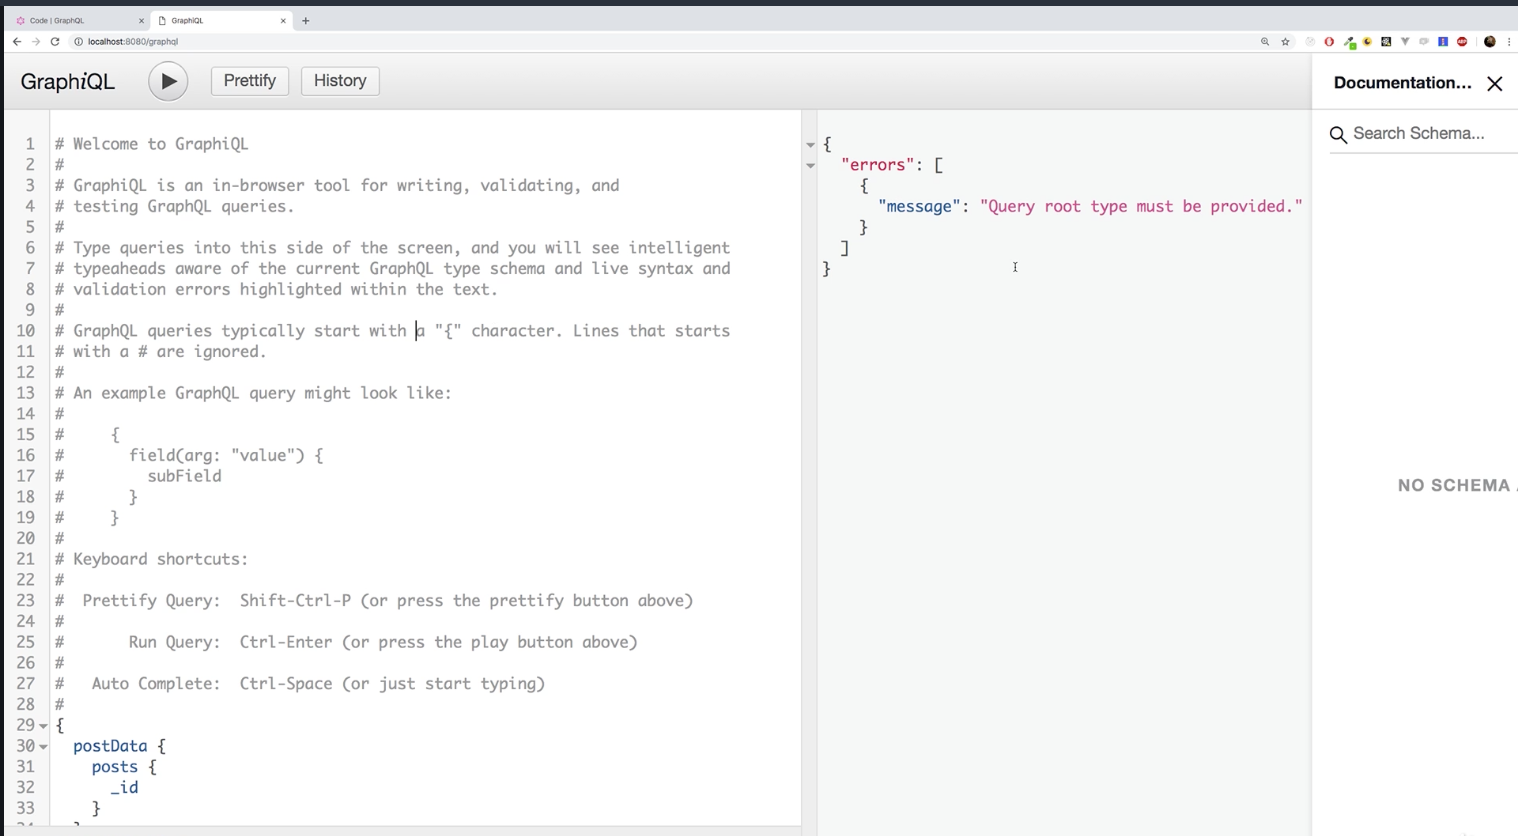 Code | GraphQL
GraphiQL
localhost:8080/graphql
GraphiQL
Prettify
History
Documentation...
Search Schema...
NO SCHEMA
1 # Welcome to GraphiQL
2 #
3 # GraphiQL is an in-browser tool for writing, validating, and
4 # testing GraphQL queries.
5 #
6 # Type queries into this side of the screen, and you will see intelligent
7 # typeaheads aware of the current GraphQL type schema and live syntax and
8 # validation errors highlighted within the text.
9 #
10 # GraphQL queries typically start with a "{" character. Lines that starts
11 # with a # are ignored.
12 #
13 # An example GraphQL query might look like:
14 #
15 #     {
16 #       field(arg: "value") {
17 #         subField
18 #       }
19 #     }
20 #
21 # Keyboard shortcuts:
22 #
23 #  Prettify Query:  Shift-Ctrl-P (or press the prettify button above)
24 #
25 #       Run Query:  Ctrl-Enter (or press the play button above)
26 #
27 #   Auto Complete:  Ctrl-Space (or just start typing)
28 #
29 {
30   postData {
31     posts {
32       _id
33     }
{
  "errors": [
    {
      "message": "Query root type must be provided."
    }
  ]
}